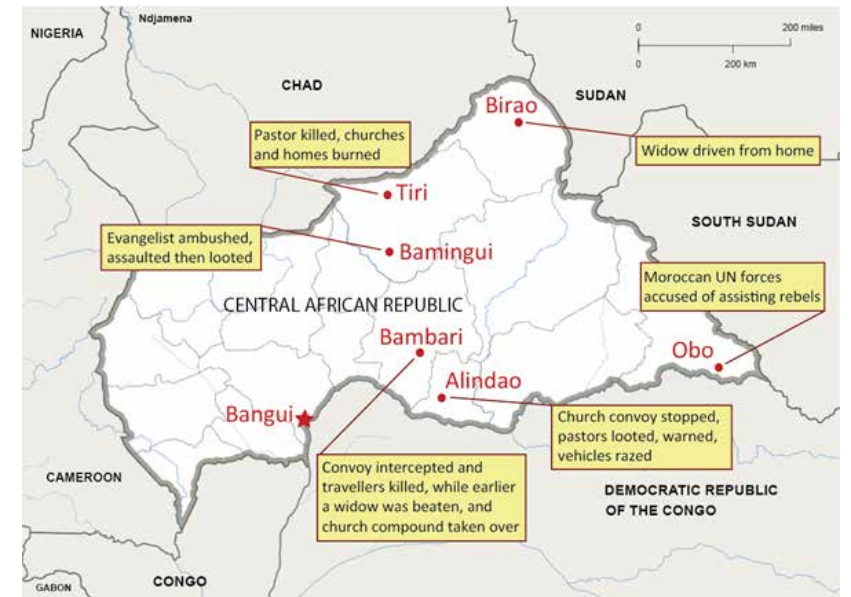 Ndjamena
NIGERIA
0 200 miles
0 200 km
CHAD
SUDAN
Birao
Pastor killed, churches
and homes burned
Widow driven from home
Tiri
SOUTH SUDAN
Evangelist ambushed,
assaulted then looted
Bamingui
Moroccan UN forces
accused of assisting rebels
CENTRAL AFRICAN REPUBLIC
Bambari
Obo
Alindao
Bangui
Church convoy stopped,
pastors looted, warned,
vehicles razed
Convoy intercepted and
travellers killed, while earlier
a widow was beaten, and
church compound taken over
CAMEROON
DEMOCRATIC REPUBLIC
OF THE CONGO
CONGO
GABON